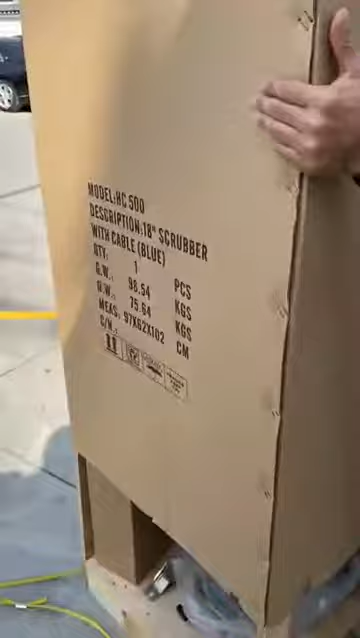 MODEL:HC 500
DESCRIPTION:18" SCRUBBER
WITH CABLE (BLUE)
QTY: 1 PCS
G.W.: 98.54 KGS
G.W.: 75.64 KGS
MEAS: 97X62X102 CM
C/N.: